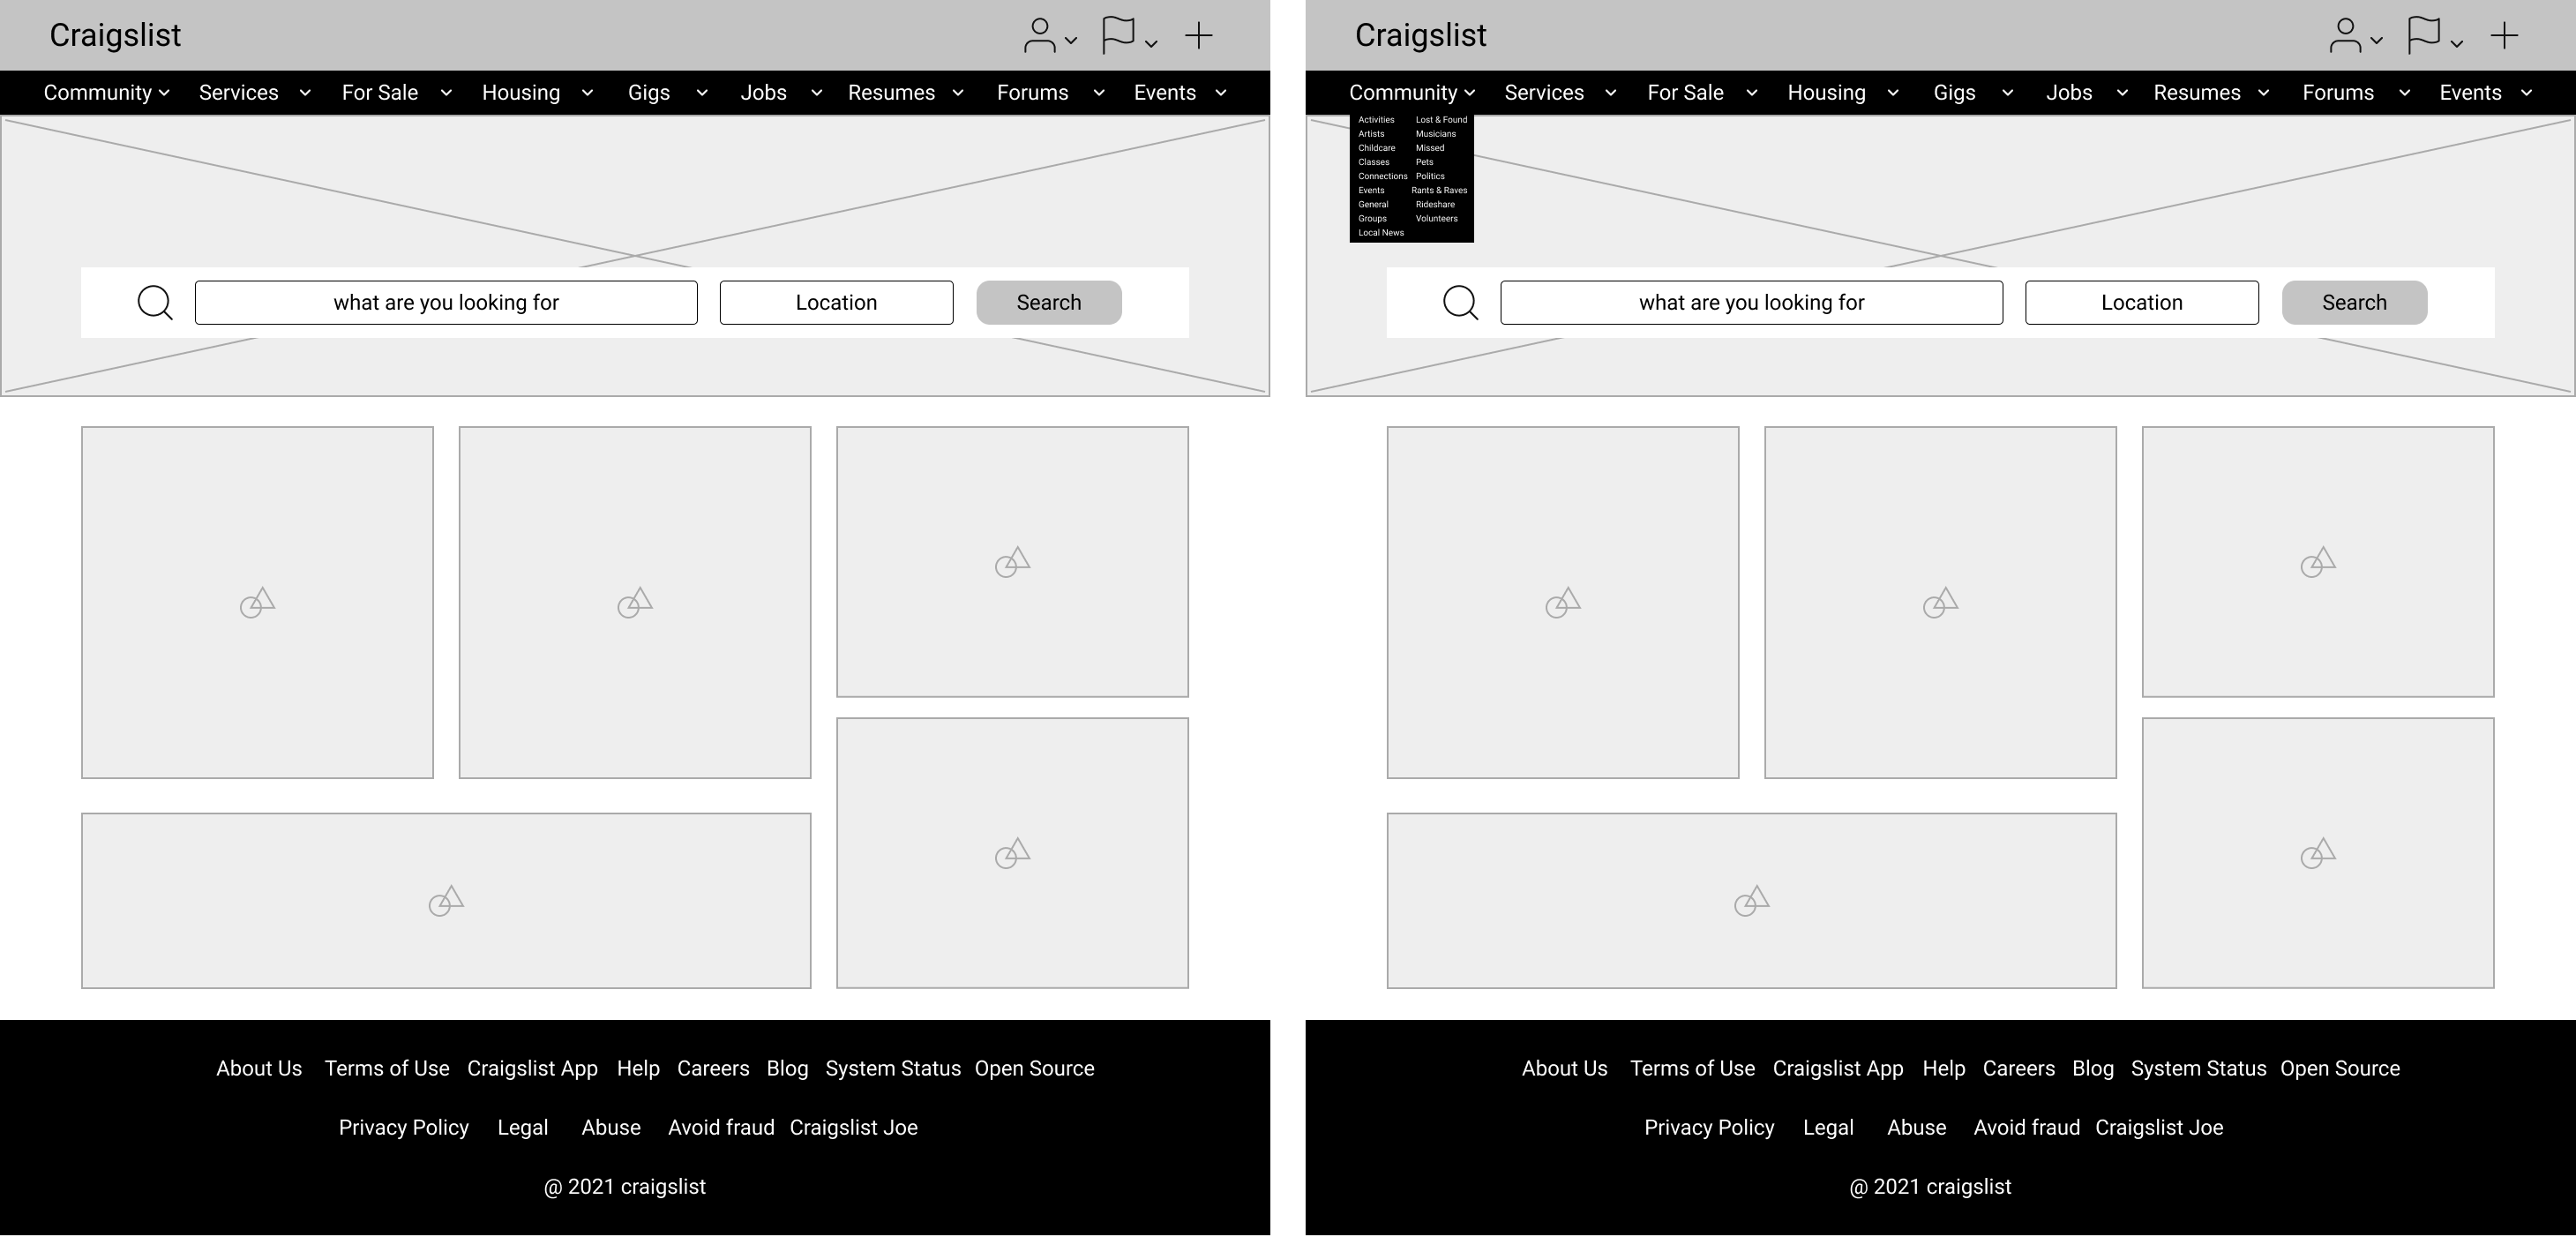 Craigslist
Community Services For Sale Housing Gigs Jobs Resumes Forums Events
what are you looking for Location Search
About Us Terms of Use Craigslist App Help Careers Blog System Status Open Source
Privacy Policy Legal Abuse Avoid fraud Craigslist Joe
@ 2021 craigslist
Craigslist
Community Services For Sale Housing Gigs Jobs Resumes Forums Events
Activities Lost & Found
Artists Musicians
Childcare Missed
Classes Pets
Connections Politics
Events Rants & Raves
General Rideshare
Groups Volunteers
Local News
what are you looking for Location Search
About Us Terms of Use Craigslist App Help Careers Blog System Status Open Source
Privacy Policy Legal Abuse Avoid fraud Craigslist Joe
@ 2021 craigslist